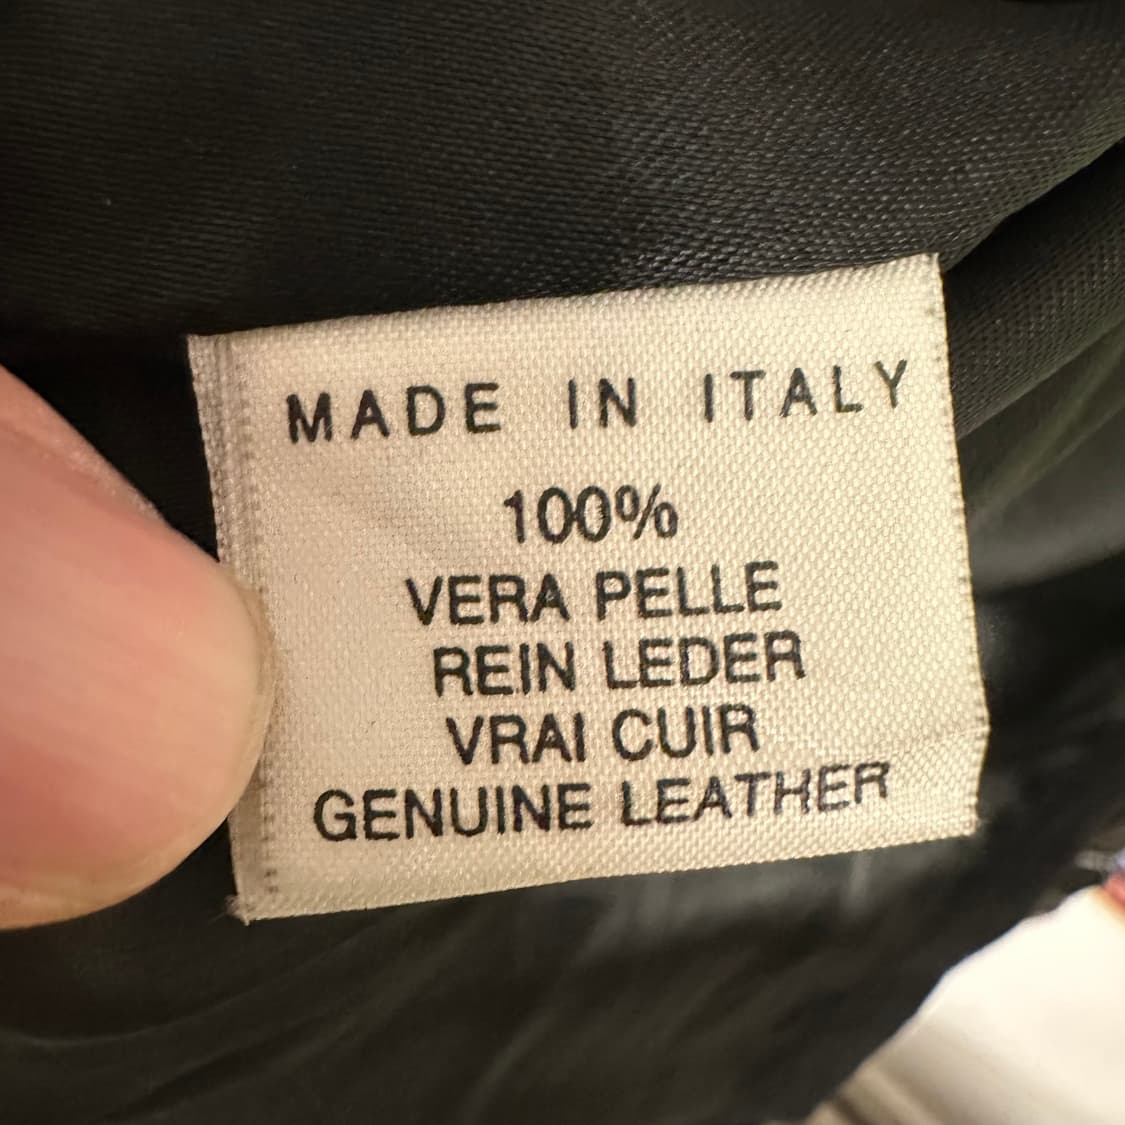 MADE IN ITALY
100%
VERA PELLE
REIN LEDER
VRAI CUIR
GENUINE LEATHER